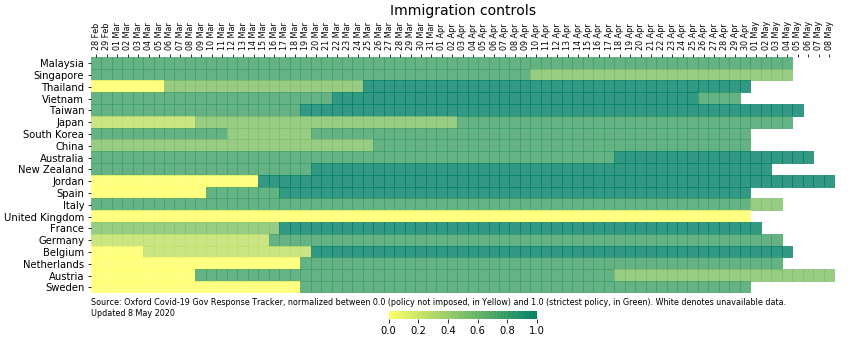 Immigration controls
28 Feb
29 Feb
01 Mar
02 Mar
03 Mar
04 Mar
05 Mar
06 Mar
07 Mar
08 Mar
09 Mar
10 Mar
11 Mar
12 Mar
13 Mar
14 Mar
15 Mar
16 Mar
17 Mar
18 Mar
19 Mar
20 Mar
21 Mar
22 Mar
23 Mar
24 Mar
25 Mar
26 Mar
27 Mar
28 Mar
29 Mar
30 Mar
31 Mar
01 Apr
02 Apr
03 Apr
04 Apr
05 Apr
06 Apr
07 Apr
08 Apr
09 Apr
10 Apr
11 Apr
12 Apr
13 Apr
14 Apr
15 Apr
16 Apr
17 Apr
18 Apr
19 Apr
20 Apr
21 Apr
22 Apr
23 Apr
24 Apr
25 Apr
26 Apr
27 Apr
28 Apr
29 Apr
30 Apr
01 May
02 May
03 May
04 May
05 May
06 May
07 May
08 May
Malaysia
Singapore
Thailand
Vietnam
Taiwan
Japan
South Korea
China
Australia
New Zealand
Jordan
Spain
Italy
United Kingdom
France
Germany
Belgium
Netherlands
Austria
Sweden
Source: Oxford Covid-19 Gov Response Tracker, normalized between 0.0 (policy not imposed, in Yellow) and 1.0 (strictest policy, in Green). White denotes unavailable data.
Updated 8 May 2020
0.0 0.2 0.4 0.6 0.8 1.0